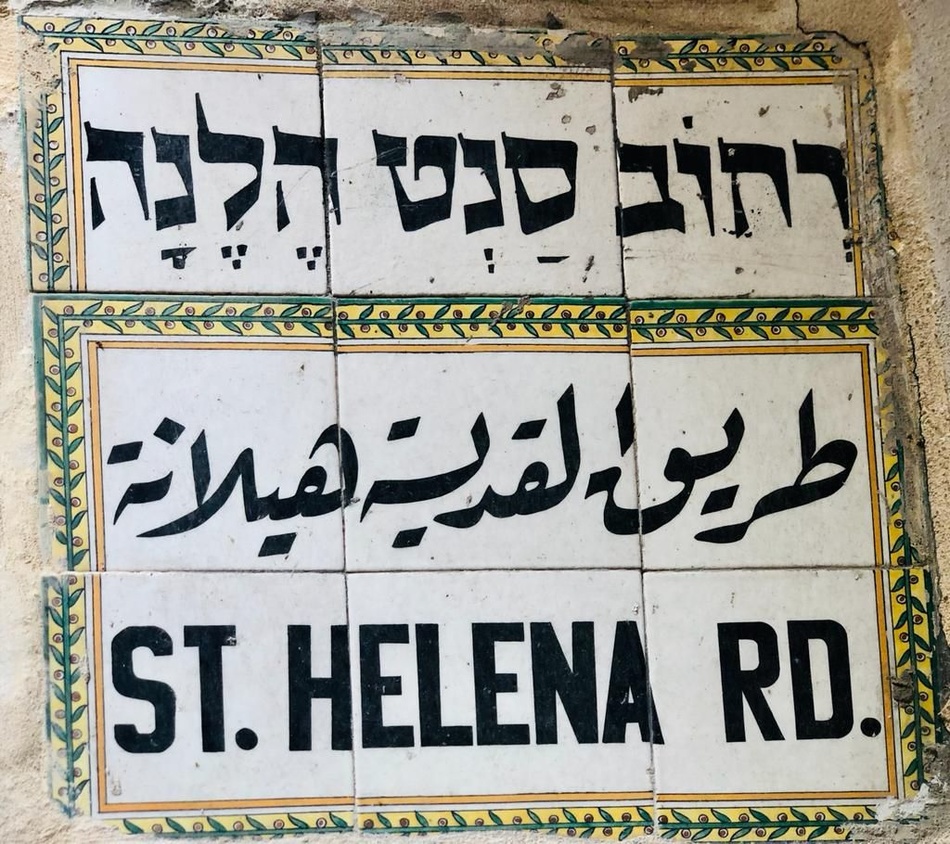 רְחוֹב סַנְט הֶלֶנָה
طريق القديسة هيلانة
ST. HELENA RD.